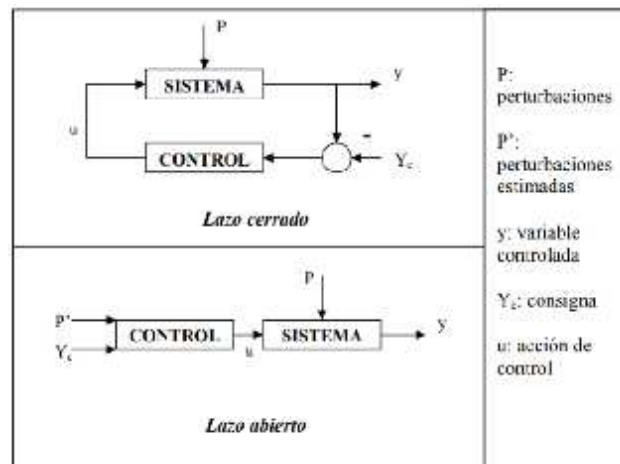 P
SISTEMA
y
u
-
CONTROL
Yc
Lazo cerrado
P
P'
CONTROL
SISTEMA
y
Yc
u
Lazo abierto
P:
perturbaciones
P':
perturbaciones
estimadas
y: variable
controlada
Yc: consigna
u: acción de
control